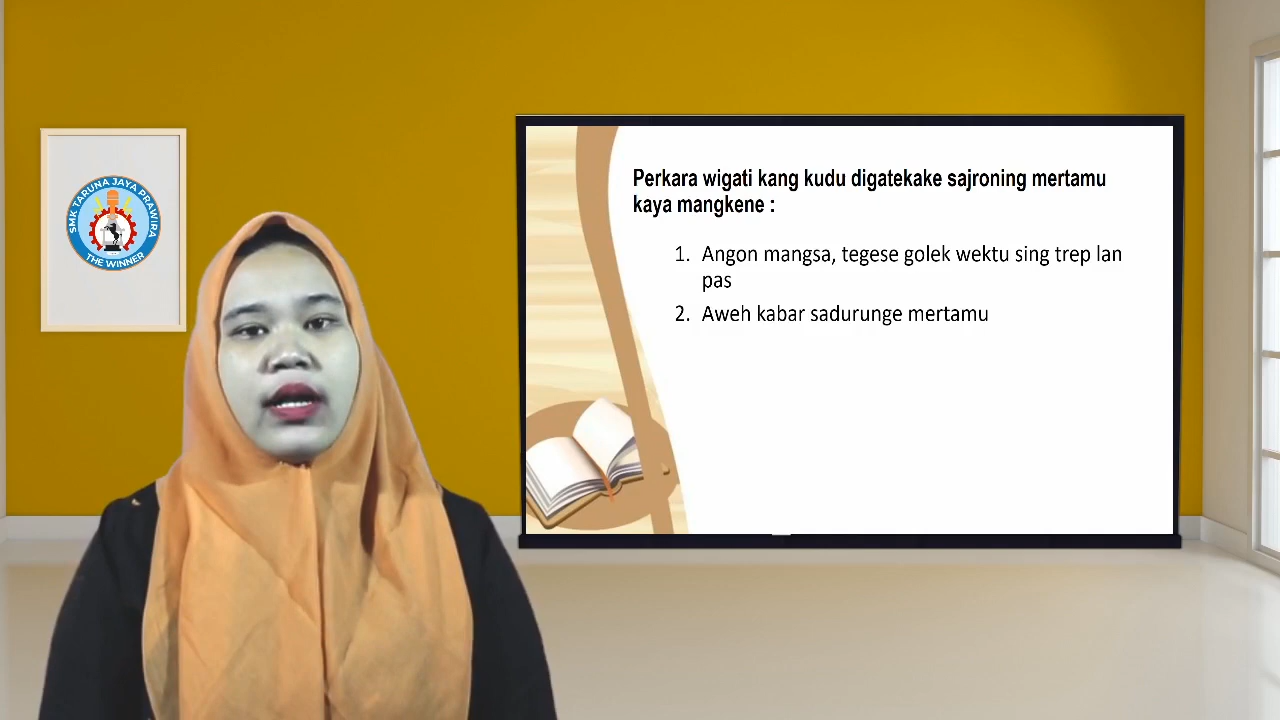 SMK TARUNA JAYA PRAWIRA
THE WINNER
Perkara wigati kang kudu digatekake sajroning mertamu
kaya mangkene :
1. Angon mangsa, tegese golek wektu sing trep lan
pas
2. Aweh kabar sadurunge mertamu